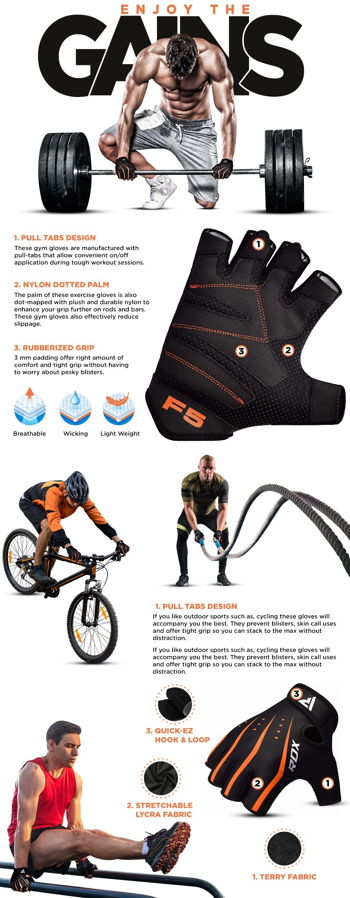 ENJOY THE
GAINS
1. PULL TABS DESIGN
These gym gloves are manufactured with
pull-tabs that allow convenient on/off
application during tough workout sessions.
2. NYLON DOTTED PALM
The palm of these exercise gloves is also
dot-mapped with plush and durable nylon to
enhance your grip further on rods and bars.
These gym gloves also effectively reduce
slippage.
3. RUBBERIZED GRIP
3 mm padding offer right amount of
comfort and tight grip without having
to worry about pesky blisters.
Breathable
Wicking
Light Weight
1
3
2
F5
1. PULL TABS DESIGN
If you like outdoor sports such as, cycling these gloves will
accompany you the best. They prevent blisters, skin call uses
and offer tight grip so you can stack to the max without
distraction.
If you like outdoor sports such as, cycling these gloves will
accompany you the best. They prevent blisters, skin call uses
and offer tight grip so you can stack to the max without
distraction.
3. QUICK-EZ
HOOK & LOOP
2. STRETCHABLE
LYCRA FABRIC
3
RDX
2
1
1. TERRY FABRIC